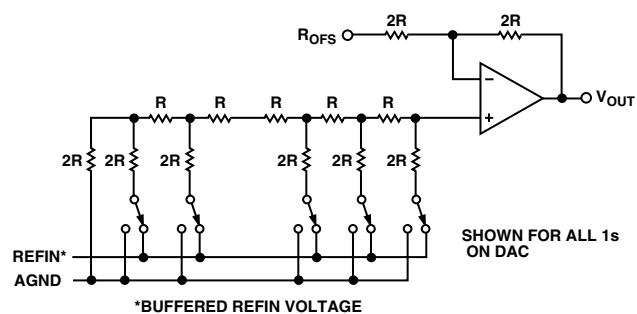 2R 2R
R_OFS
V_OUT
− +
R R R R R
2R 2R 2R 2R 2R 2R
REFIN*
AGND
SHOWN FOR ALL 1s
ON DAC
*BUFFERED REFIN VOLTAGE